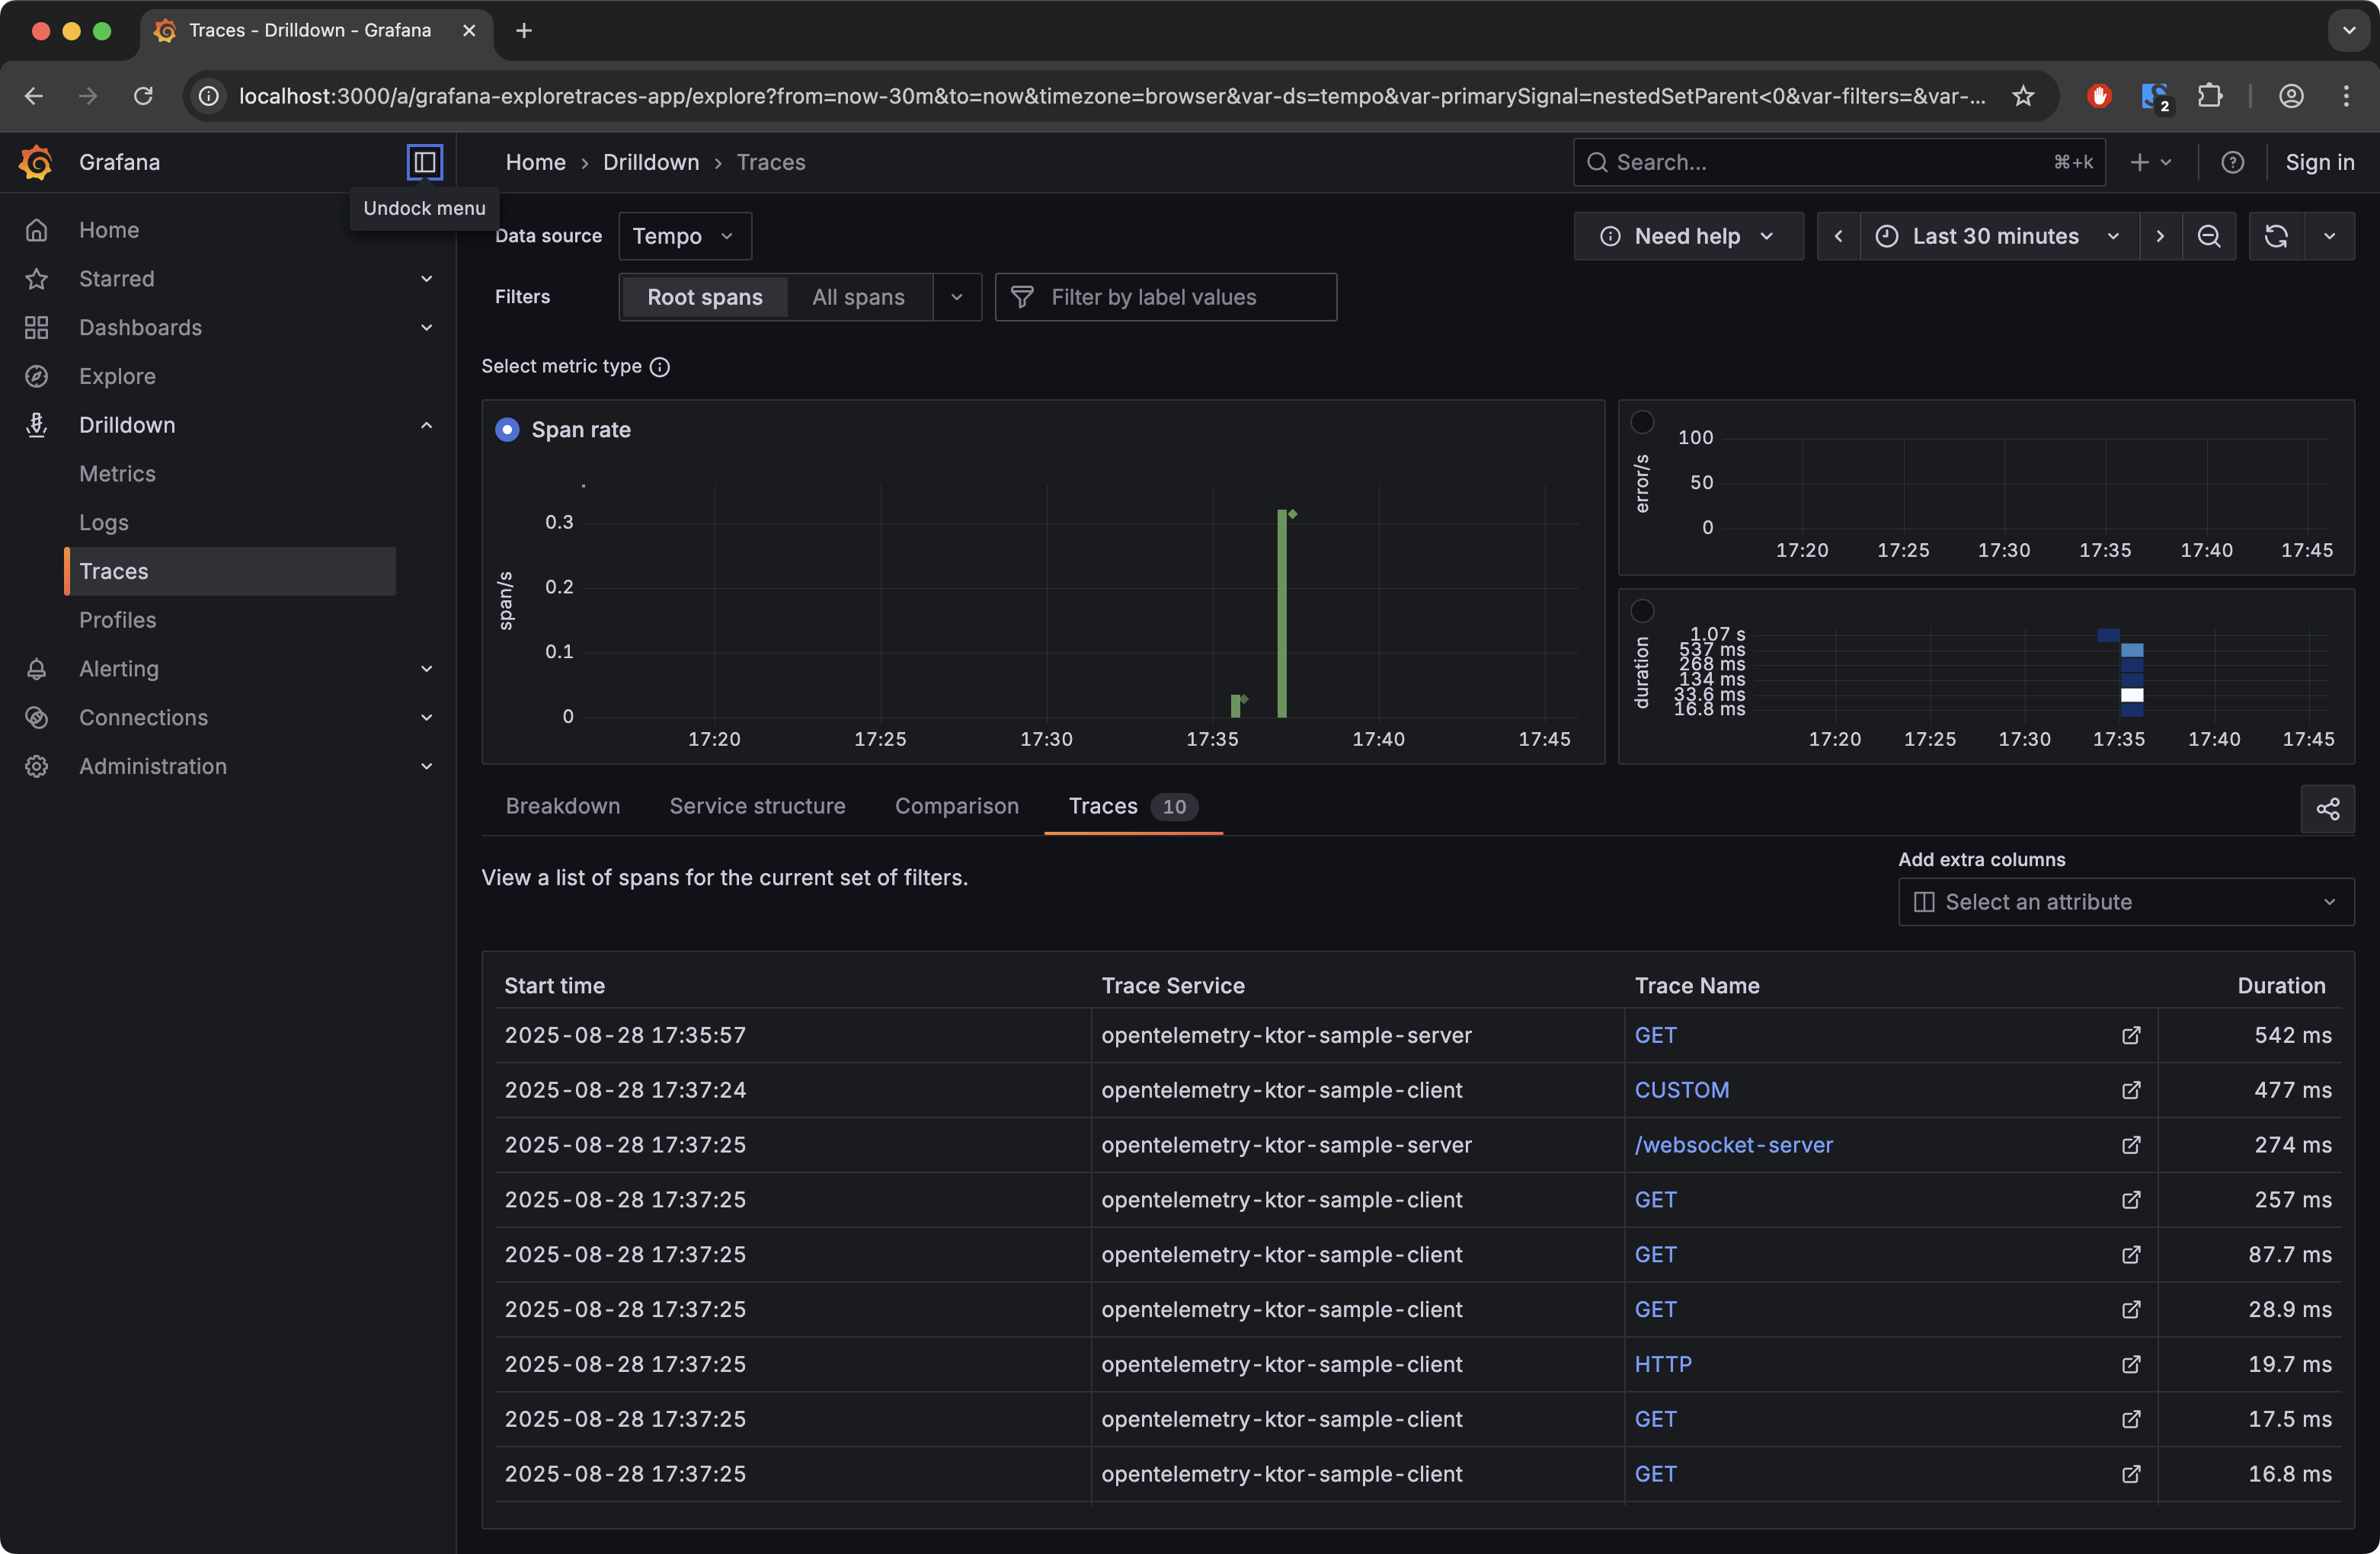 Traces - Drilldown - Grafana
localhost:3000/a/grafana-exploretraces-app/explore?from=now-30m&to=now&timezone=browser&var-ds=tempo&var-primarySignal=nestedSetParent<0&var-filters=&var-...
2
Grafana
Home › Drilldown › Traces
Search...
⌘+k
Sign in
Undock menu
Home
Starred
Dashboards
Explore
Drilldown
Metrics
Logs
Traces
Profiles
Alerting
Connections
Administration
Data source
Tempo
Need help
Last 30 minutes
Filters
Root spans
All spans
Filter by label values
Select metric type
Span rate
span/s
0.3
0.2
0.1
0
17:20 17:25 17:30 17:35 17:40 17:45
error/s
100
50
0
17:20 17:25 17:30 17:35 17:40 17:45
duration
1.07 s
537 ms
268 ms
134 ms
33.6 ms
16.8 ms
17:20 17:25 17:30 17:35 17:40 17:45
Breakdown Service structure Comparison Traces 10
View a list of spans for the current set of filters.
Add extra columns
Select an attribute
Start time Trace Service Trace Name Duration
2025-08-28 17:35:57 opentelemetry-ktor-sample-server GET 542 ms
2025-08-28 17:37:24 opentelemetry-ktor-sample-client CUSTOM 477 ms
2025-08-28 17:37:25 opentelemetry-ktor-sample-server /websocket-server 274 ms
2025-08-28 17:37:25 opentelemetry-ktor-sample-client GET 257 ms
2025-08-28 17:37:25 opentelemetry-ktor-sample-client GET 87.7 ms
2025-08-28 17:37:25 opentelemetry-ktor-sample-client GET 28.9 ms
2025-08-28 17:37:25 opentelemetry-ktor-sample-client HTTP 19.7 ms
2025-08-28 17:37:25 opentelemetry-ktor-sample-client GET 17.5 ms
2025-08-28 17:37:25 opentelemetry-ktor-sample-client GET 16.8 ms